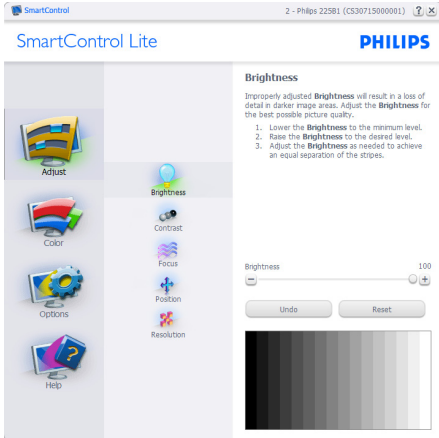 SmartControl
2 - Philips 225B1 (CS30715000001)
SmartControl Lite
PHILIPS
Adjust
Color
Options
Help
Brightness
Contrast
Focus
Position
Resolution
Brightness
Improperly adjusted Brightness will result in a loss of
detail in darker image areas. Adjust the Brightness for
the best possible picture quality.
1. Lower the Brightness to the minimum level.
2. Raise the Brightness to the desired level.
3. Adjust the Brightness as needed to achieve
an equal separation of the stripes.
Brightness 100
Undo Reset